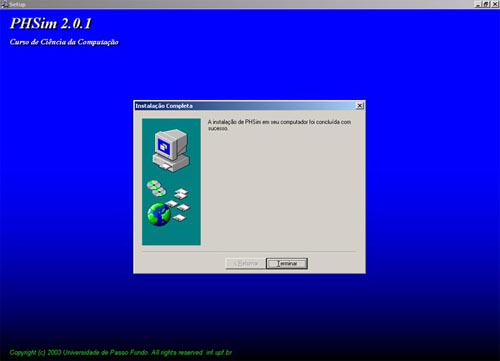 Setup
PHSim 2.0.1
Curso de Ciência da Computação
Instalação Completa
A instalação de PHSim em seu computador foi concluída com
sucesso.
< Retornar
Terminar
Copyright (c) 2003 Universidade de Passo Fundo. All rights reserved. inf.upf.br